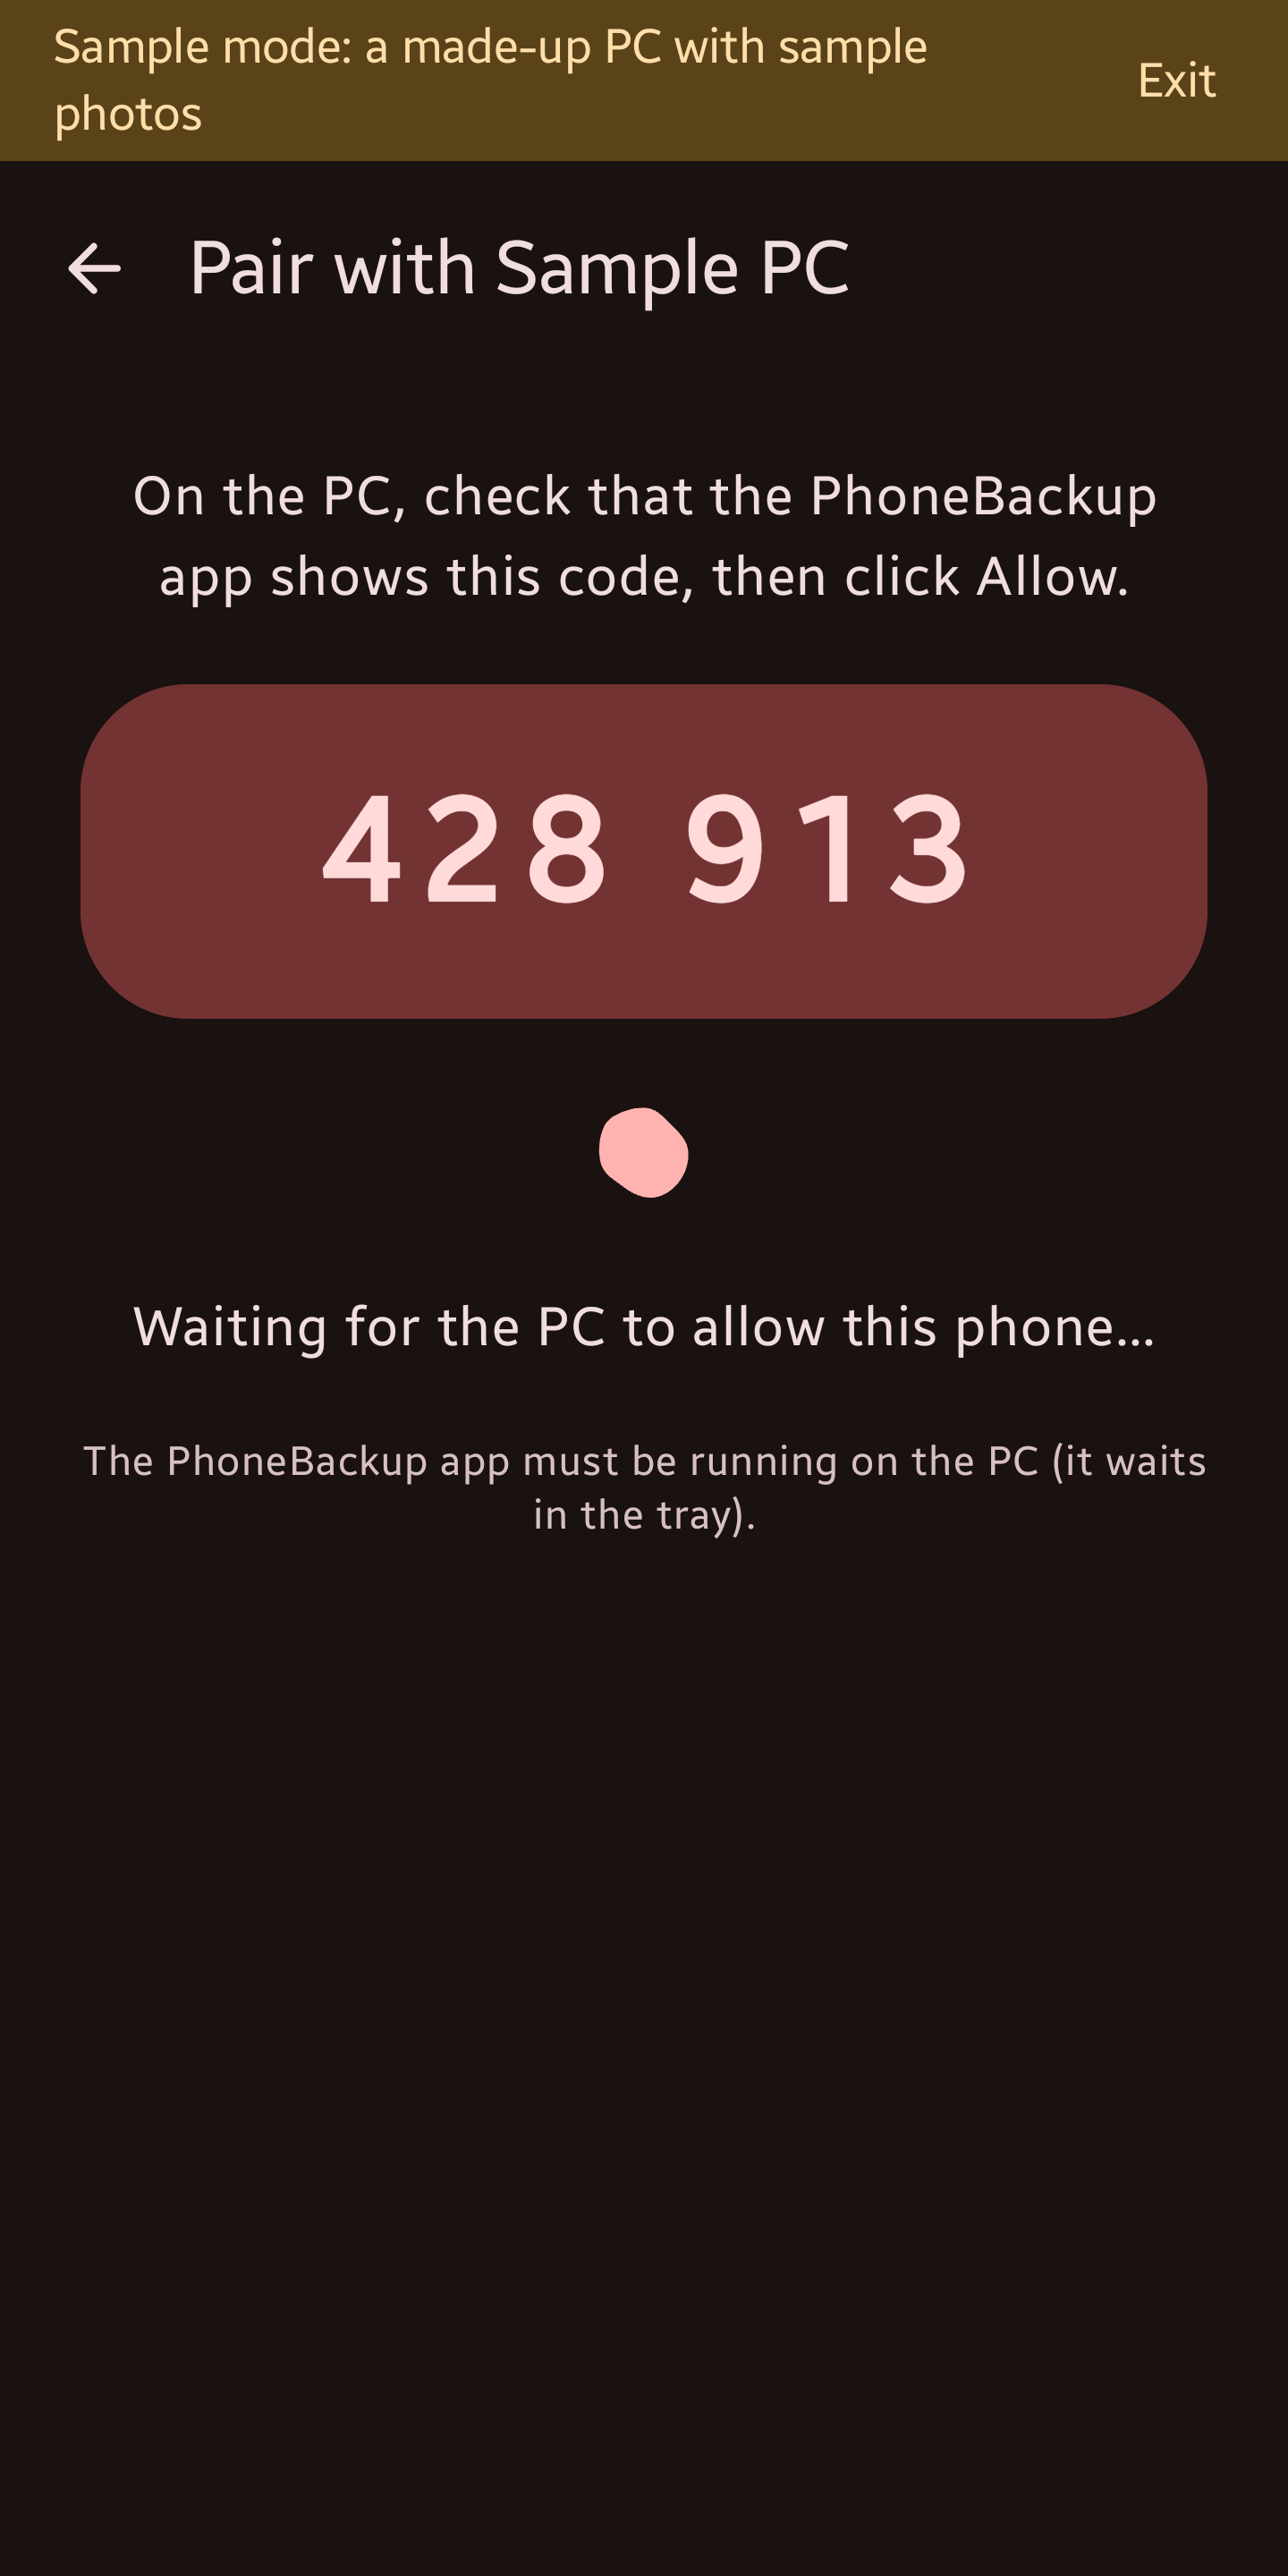 Sample mode: a made-up PC with sample
photos
Exit
Pair with Sample PC
On the PC, check that the PhoneBackup
app shows this code, then click Allow.
428 913
Waiting for the PC to allow this phone…
The PhoneBackup app must be running on the PC (it waits
in the tray).